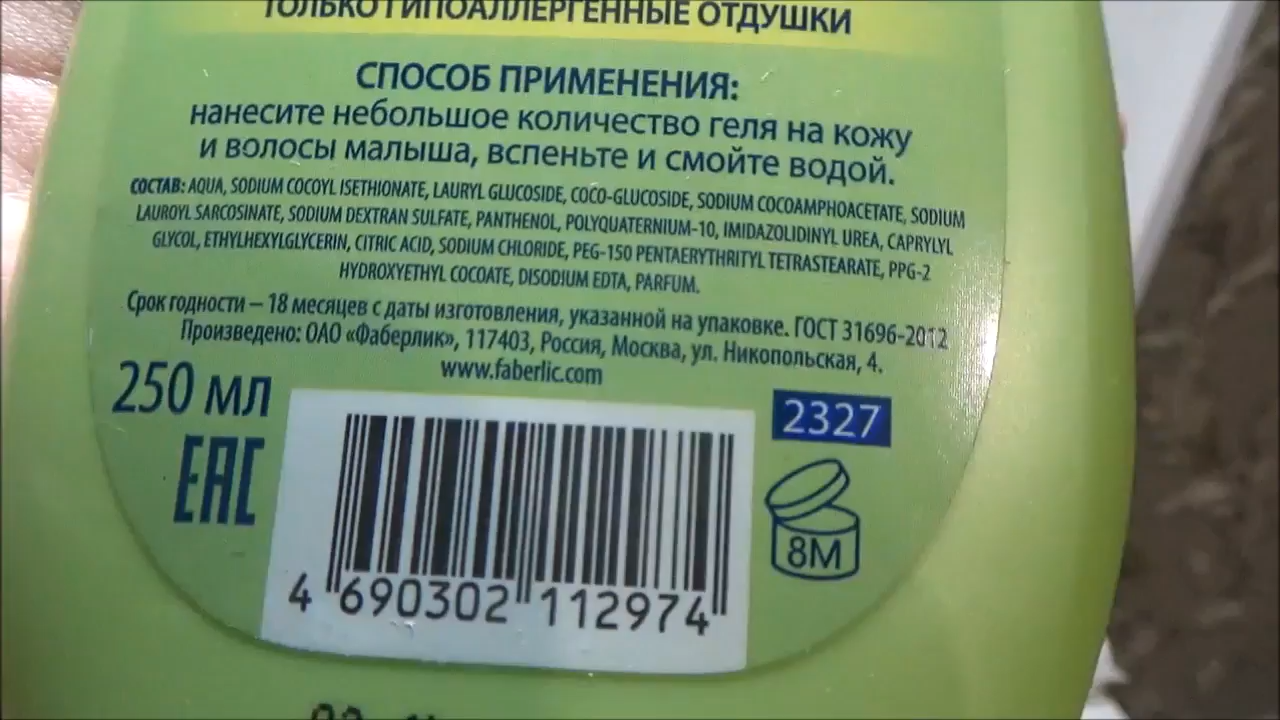 ТОЛЬКО ГИПОАЛЛЕРГЕННЫЕ ОТДУШКИ
СПОСОБ ПРИМЕНЕНИЯ:
нанесите небольшое количество геля на кожу
и волосы малыша, вспеньте и смойте водой.
СОСТАВ: AQUA, SODIUM COCOYL ISETHIONATE, LAURYL GLUCOSIDE, COCO-GLUCOSIDE, SODIUM COCOAMPHOACETATE, SODIUM
LAUROYL SARCOSINATE, SODIUM DEXTRAN SULFATE, PANTHENOL, POLYQUATERNIUM-10, IMIDAZOLIDINYL UREA, CAPRYLYL
GLYCOL, ETHYLHEXYLGLYCERIN, CITRIC ACID, SODIUM CHLORIDE, PEG-150 PENTAERYTHRITYL TETRASTEARATE, PPG-2
HYDROXYETHYL COCOATE, DISODIUM EDTA, PARFUM.
Срок годности – 18 месяцев с даты изготовления, указанной на упаковке. ГОСТ 31696-2012
Произведено: ОАО «Фаберлик», 117403, Россия, Москва, ул. Никопольская, 4.
www.faberlic.com
250 мл
2327
EAC
8M
4 690302 112974